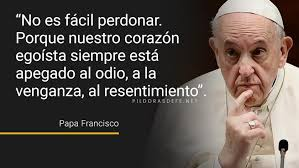 “No es fácil perdonar.
Porque nuestro corazón
egoísta siempre está
apegado al odio, a la
venganza, al resentimiento”.
PILDORASDEFE.NET
Papa Francisco